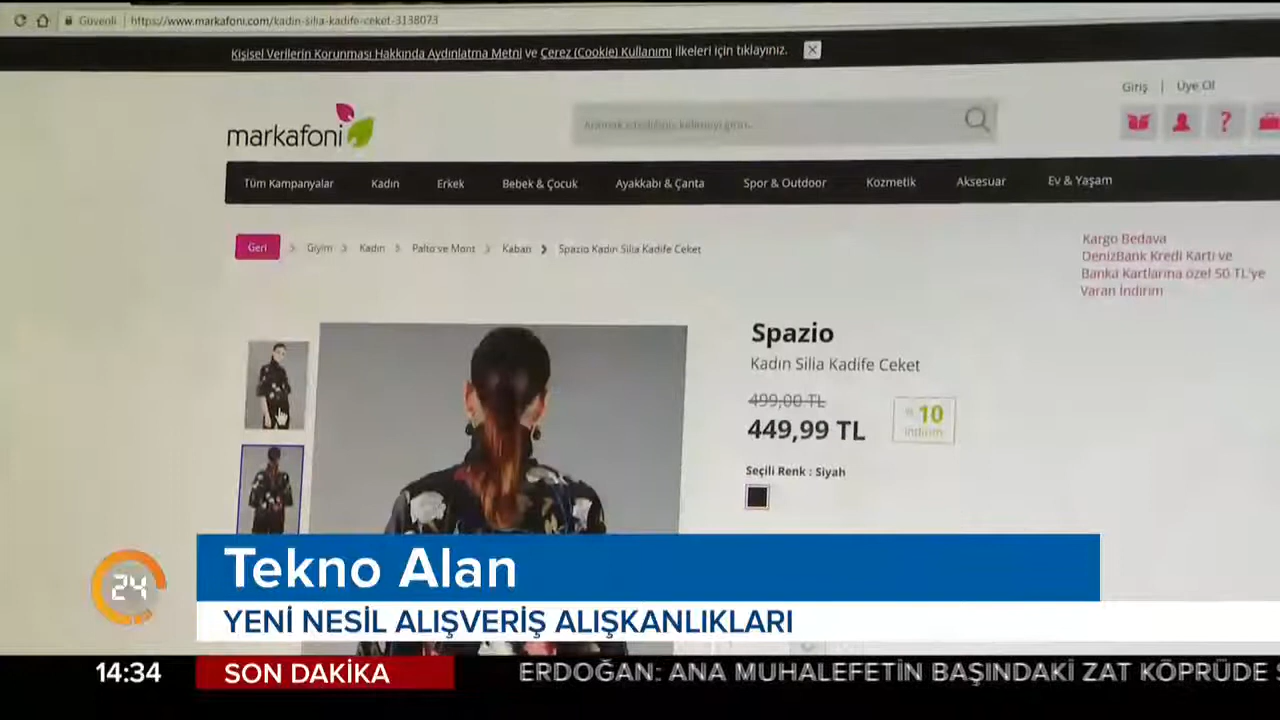 Güvenli | https://www.markafoni.com/kadin-silia-kadife-ceket-3138073
Kişisel Verilerin Korunması Hakkında Aydınlatma Metni ve Çerez (Cookie) Kullanımı ilkeleri için tıklayınız.
Giriş | Üye Ol
markafoni
Aramak istediğiniz kelimeyi girin...
Tüm Kampanyalar Kadın Erkek Bebek & Çocuk Ayakkabı & Çanta Spor & Outdoor Kozmetik Aksesuar Ev & Yaşam
Geri > Giyim > Kadın > Palto ve Mont > Kaban > Spazio Kadın Silia Kadife Ceket
Kargo Bedava
DenizBank Kredi Kartı ve
Banka Kartlarına özel 50 TL'ye
Varan İndirim
Spazio
Kadın Silia Kadife Ceket
499,00 TL
449,99 TL
% 10
indirim
Seçili Renk : Siyah
24
Tekno Alan
YENİ NESİL ALIŞVERİŞ ALIŞKANLIKLARI
14:34
SON DAKİKA
ERDOĞAN: ANA MUHALEFETİN BAŞINDAKİ ZAT KÖPRÜDE S